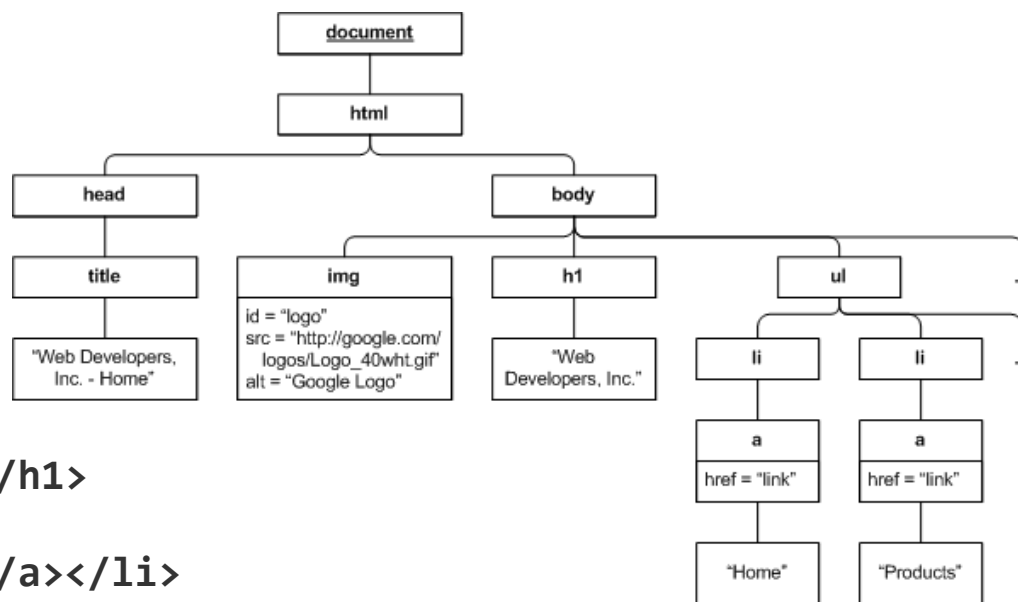 document
html
head
body
title
img
h1
ul
id = “logo”
src = “http://google.com/
logos/Logo_40wht.gif”
alt = “Google Logo”
“Web Developers,
Inc. - Home”
“Web
Developers, Inc.”
li
li
a
href = “link”
a
href = “link”
“Home”
“Products”
/h1>
/a></li>